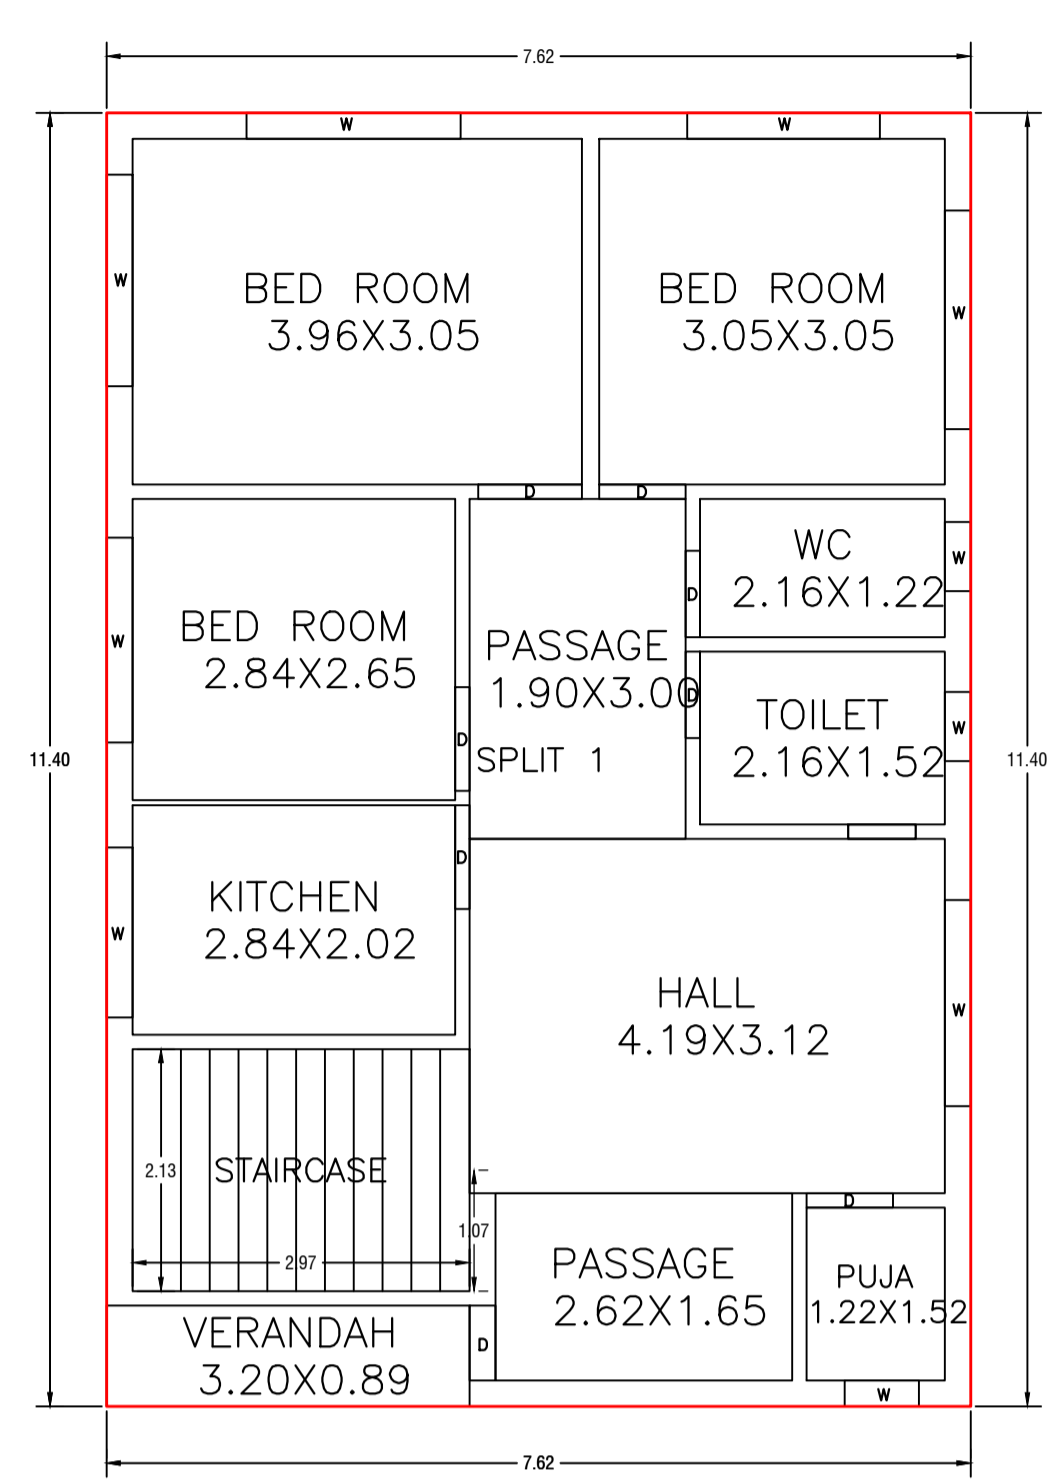 7.62
W
W
BED ROOM
3.96X3.05
W
BED ROOM
3.05X3.05
W
D
D
WC
2.16X1.22
W
D
BED ROOM
2.84X2.65
W
PASSAGE
1.90X3.00
SPLIT 1
D
D
TOILET
2.16X1.52
W
11.40
11.40
D
KITCHEN
2.84X2.02
W
HALL
4.19X3.12
W
2.13
STAIRCASE
1.07
2.97
D
PASSAGE
2.62X1.65
PUJA
1.22X1.52
VERANDAH
3.20X0.89
D
W
7.62